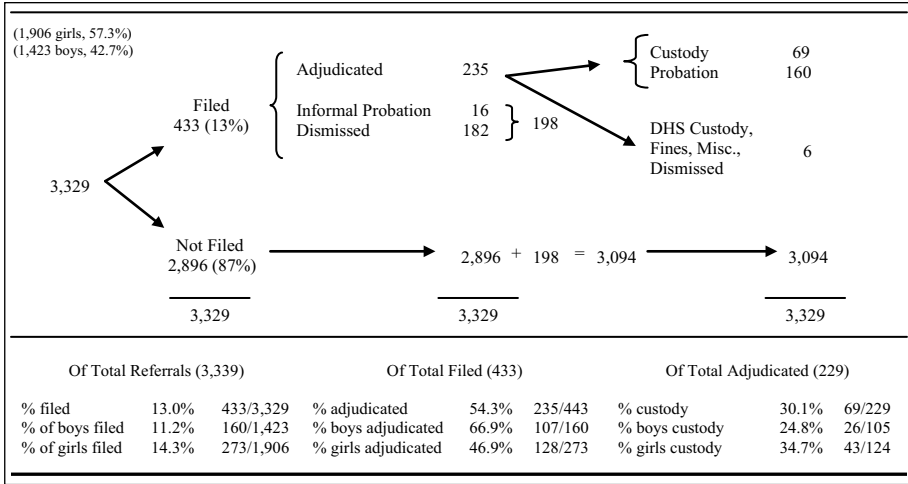 (1,906 girls, 57.3%)
(1,423 boys, 42.7%)
3,329
Filed
433 (13%)
Adjudicated 235
Informal Probation 16
Dismissed 182
198
Custody 69
Probation 160
DHS Custody,
Fines, Misc., 6
Dismissed
Not Filed
2,896 (87%)
2,896 + 198 = 3,094
3,094
3,329 3,329 3,329
Of Total Referrals (3,339)
% filed 13.0% 433/3,329
% of boys filed 11.2% 160/1,423
% of girls filed 14.3% 273/1,906
Of Total Filed (433)
% adjudicated 54.3% 235/443
% boys adjudicated 66.9% 107/160
% girls adjudicated 46.9% 128/273
Of Total Adjudicated (229)
% custody 30.1% 69/229
% boys custody 24.8% 26/105
% girls custody 34.7% 43/124